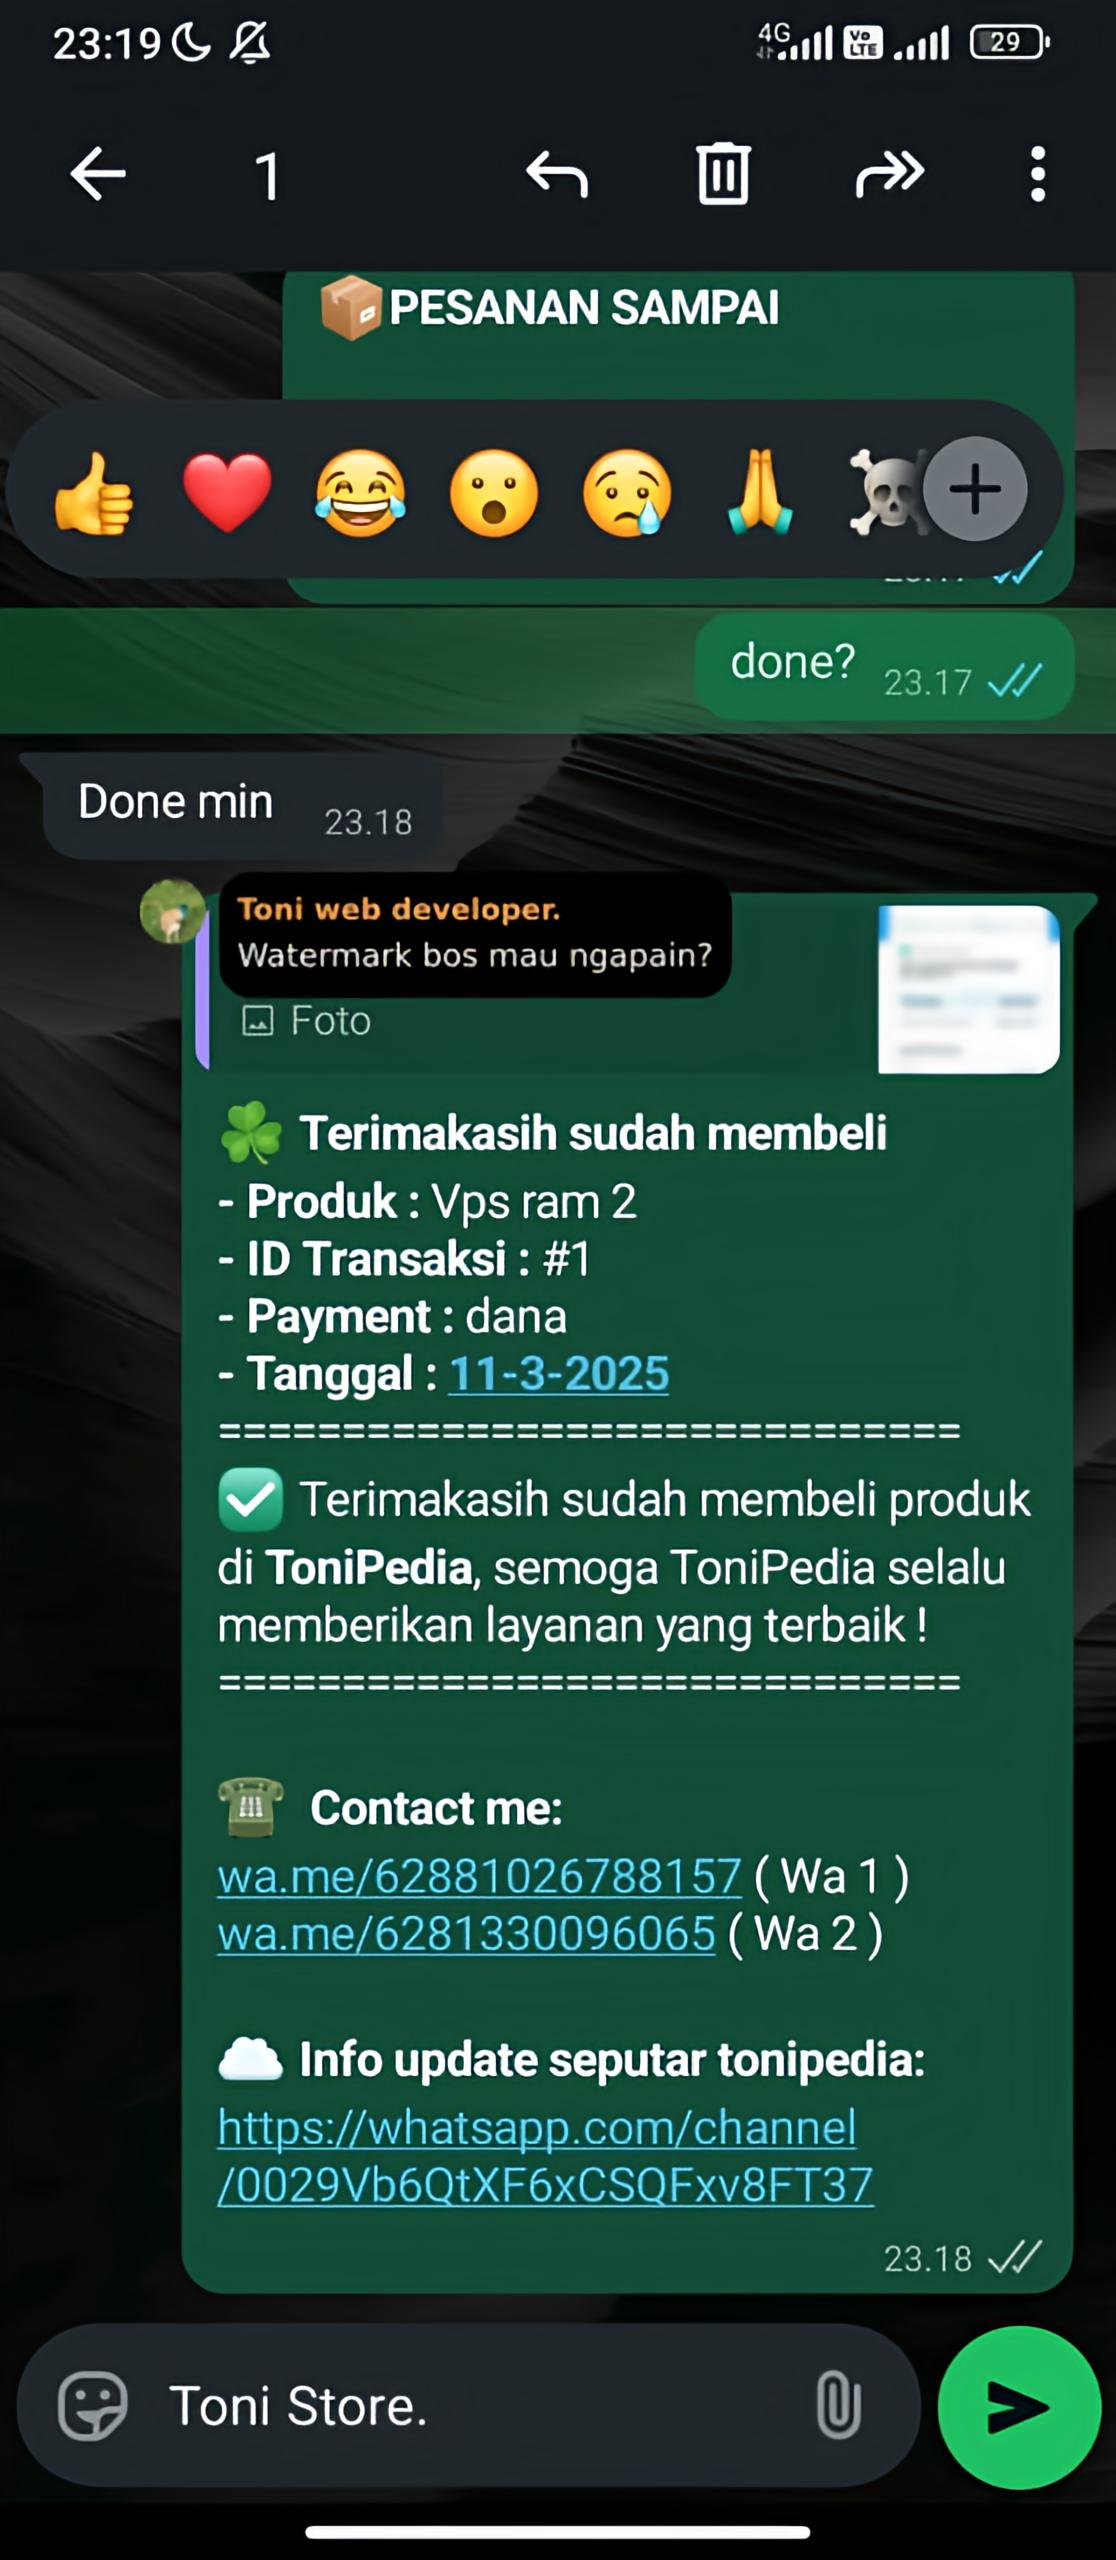 23:19
4G
Vo LTE
29
1
📦PESANAN SAMPAI
done? 23.17
Done min 23.18
Toni web developer.
Watermark bos mau ngapain?
Foto
☘️ Terimakasih sudah membeli
- Produk : Vps ram 2
- ID Transaksi : #1
- Payment : dana
- Tanggal : 11-3-2025
==============================
✅ Terimakasih sudah membeli produk
di ToniPedia, semoga ToniPedia selalu
memberikan layanan yang terbaik !
==============================
☎️ Contact me:
wa.me/62881026788157 ( Wa 1 )
wa.me/6281330096065 ( Wa 2 )
☁️ Info update seputar tonipedia:
https://whatsapp.com/channel
/0029Vb6QtXF6xCSQFxv8FT37
23.18
Toni Store.